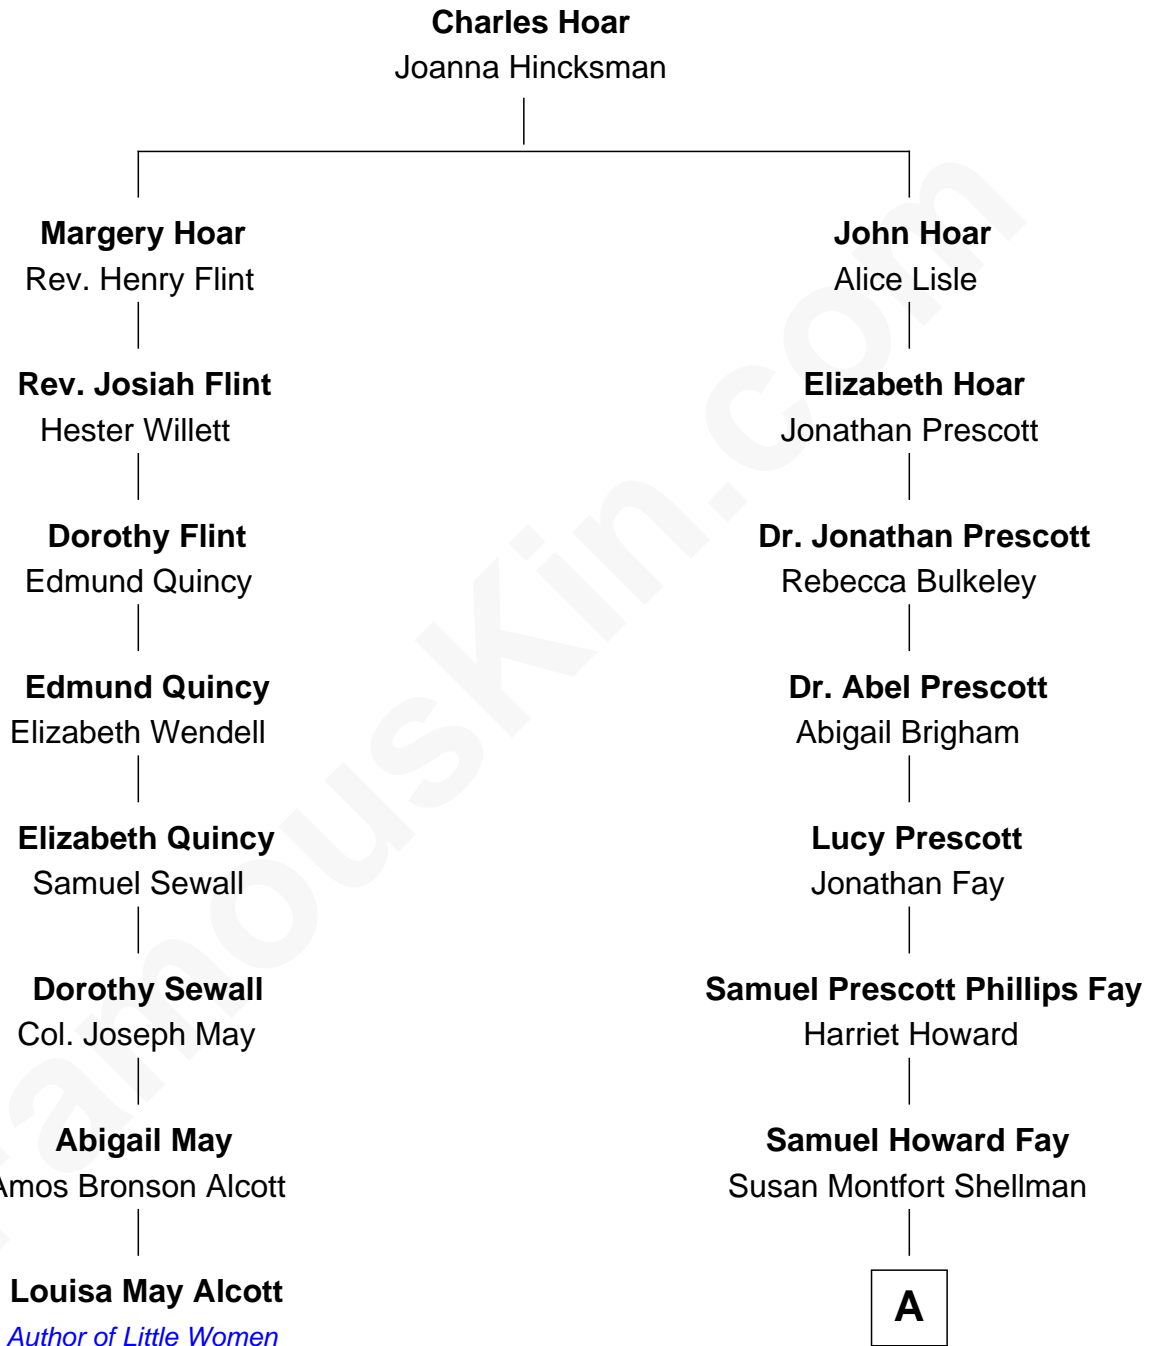 Charles Hoar
Joanna Hincksman
Margery Hoar
Rev. Henry Flint
John Hoar
Alice Lisle
Rev. Josiah Flint
Hester Willett
Elizabeth Hoar
Jonathan Prescott
Dorothy Flint
Edmund Quincy
Dr. Jonathan Prescott
Rebecca Bulkeley
Edmund Quincy
Elizabeth Wendell
Dr. Abel Prescott
Abigail Brigham
Elizabeth Quincy
Samuel Sewall
Lucy Prescott
Jonathan Fay
Dorothy Sewall
Col. Joseph May
Samuel Prescott Phillips Fay
Harriet Howard
Abigail May
Amos Bronson Alcott
Samuel Howard Fay
Susan Montfort Shellman
Louisa May Alcott
Author of Little Women
A
FamousKin.com